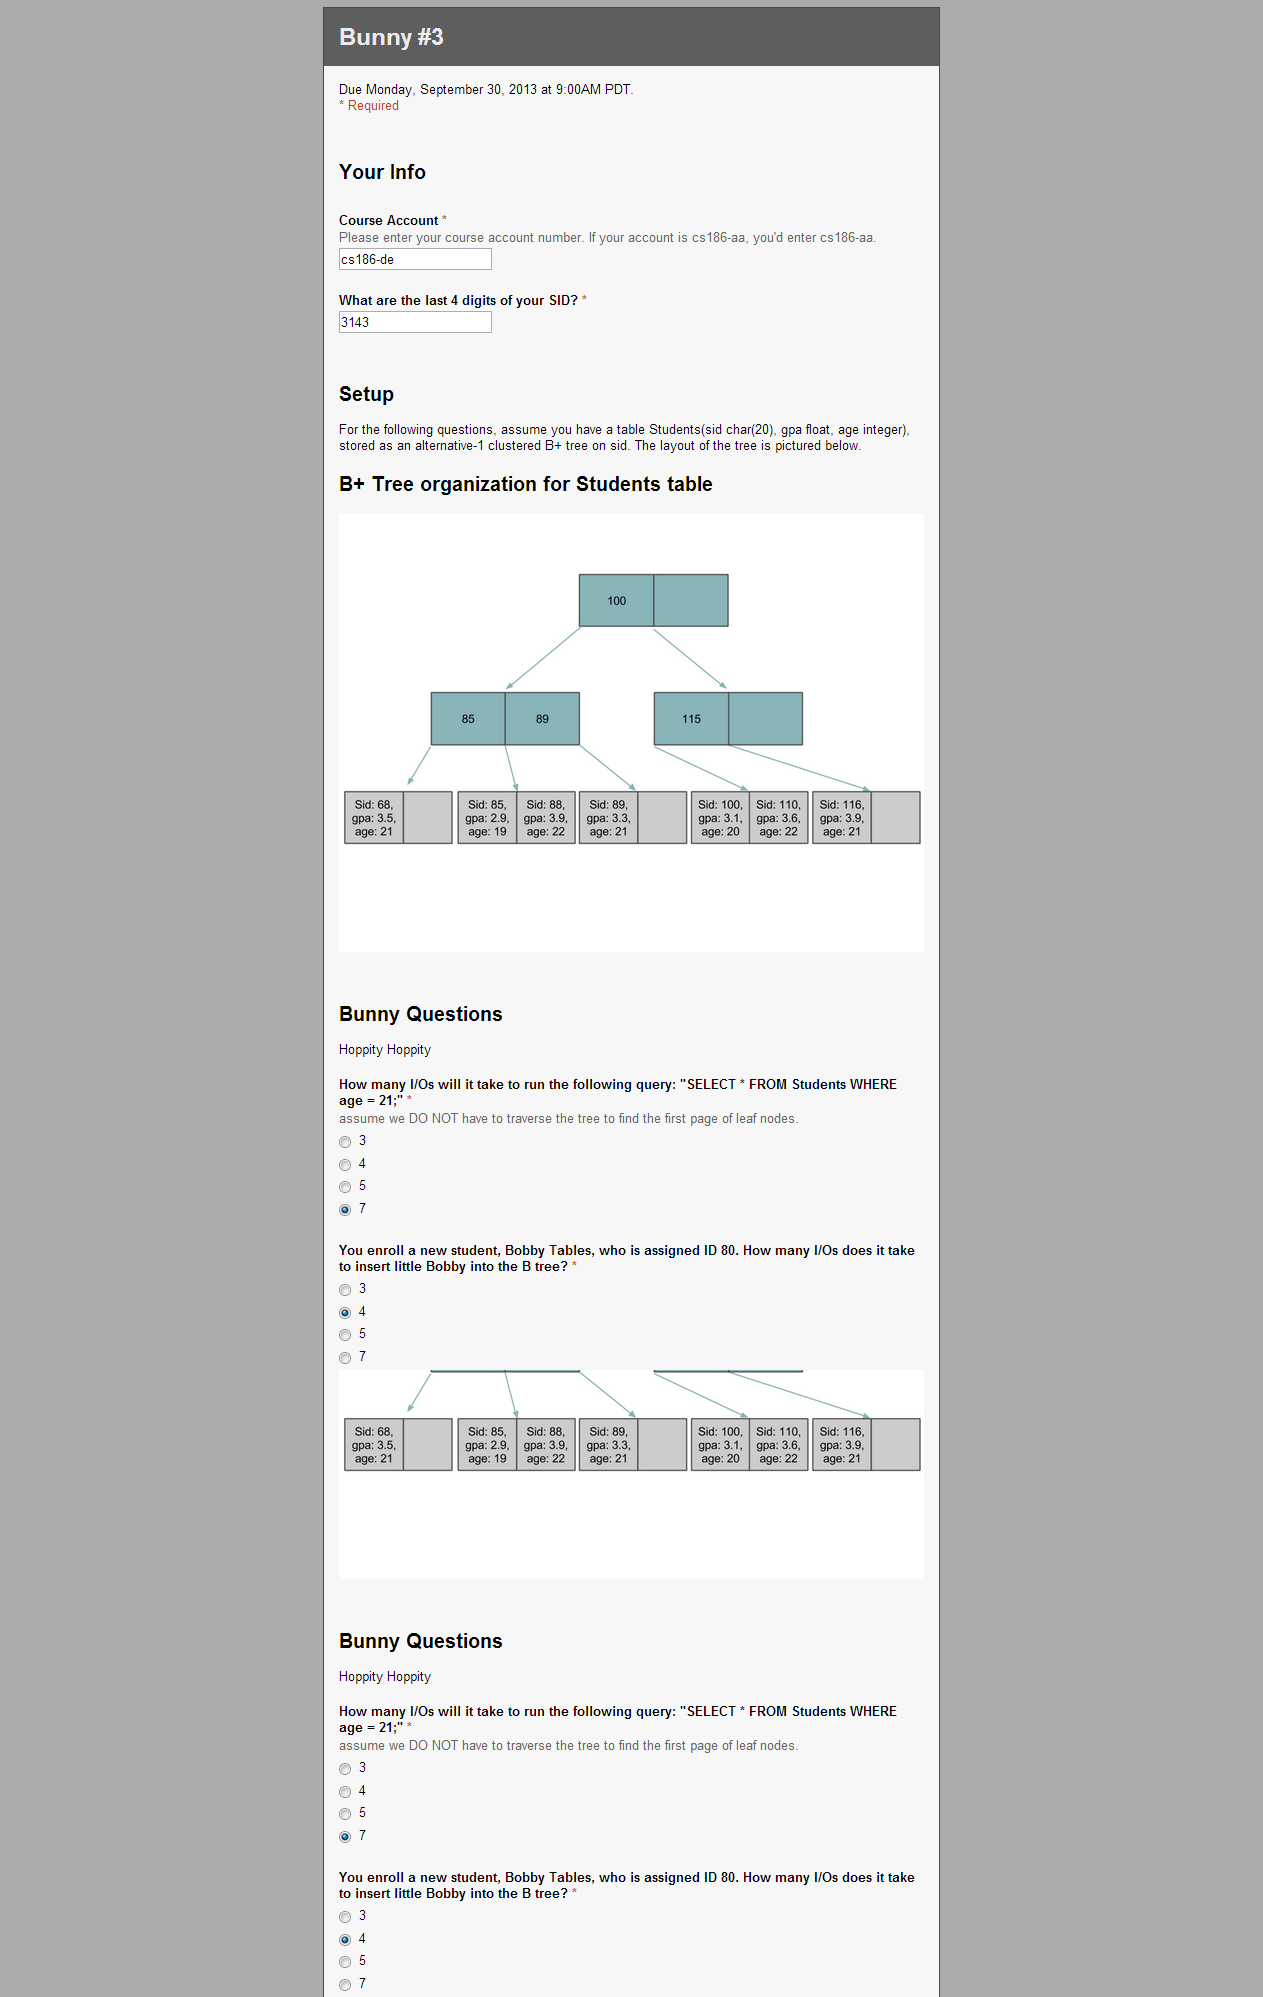 Bunny #3
Due Monday, September 30, 2013 at 9:00AM PDT.
* Required
Your Info
Course Account *
Please enter your course account number. If your account is cs186-aa, you'd enter cs186-aa.
cs186-de
What are the last 4 digits of your SID? *
3143
Setup
For the following questions, assume you have a table Students(sid char(20), gpa float, age integer),
stored as an alternative-1 clustered B+ tree on sid. The layout of the tree is pictured below.
B+ Tree organization for Students table
100
85 89 115
Sid: 68, Sid: 85, Sid: 88, Sid: 89, Sid: 100, Sid: 110, Sid: 116,
gpa: 3.5, gpa: 2.9, gpa: 3.9, gpa: 3.3, gpa: 3.1, gpa: 3.6, gpa: 3.9,
age: 21 age: 19 age: 22 age: 21 age: 20 age: 22 age: 21
Bunny Questions
Hoppity Hoppity
How many I/Os will it take to run the following query: "SELECT * FROM Students WHERE
age = 21;" *
assume we DO NOT have to traverse the tree to find the first page of leaf nodes.
3
4
5
7
You enroll a new student, Bobby Tables, who is assigned ID 80. How many I/Os does it take
to insert little Bobby into the B tree? *
3
4
5
7
Sid: 68, Sid: 85, Sid: 88, Sid: 89, Sid: 100, Sid: 110, Sid: 116,
gpa: 3.5, gpa: 2.9, gpa: 3.9, gpa: 3.3, gpa: 3.1, gpa: 3.6, gpa: 3.9,
age: 21 age: 19 age: 22 age: 21 age: 20 age: 22 age: 21
Bunny Questions
Hoppity Hoppity
How many I/Os will it take to run the following query: "SELECT * FROM Students WHERE
age = 21;" *
assume we DO NOT have to traverse the tree to find the first page of leaf nodes.
3
4
5
7
You enroll a new student, Bobby Tables, who is assigned ID 80. How many I/Os does it take
to insert little Bobby into the B tree? *
3
4
5
7